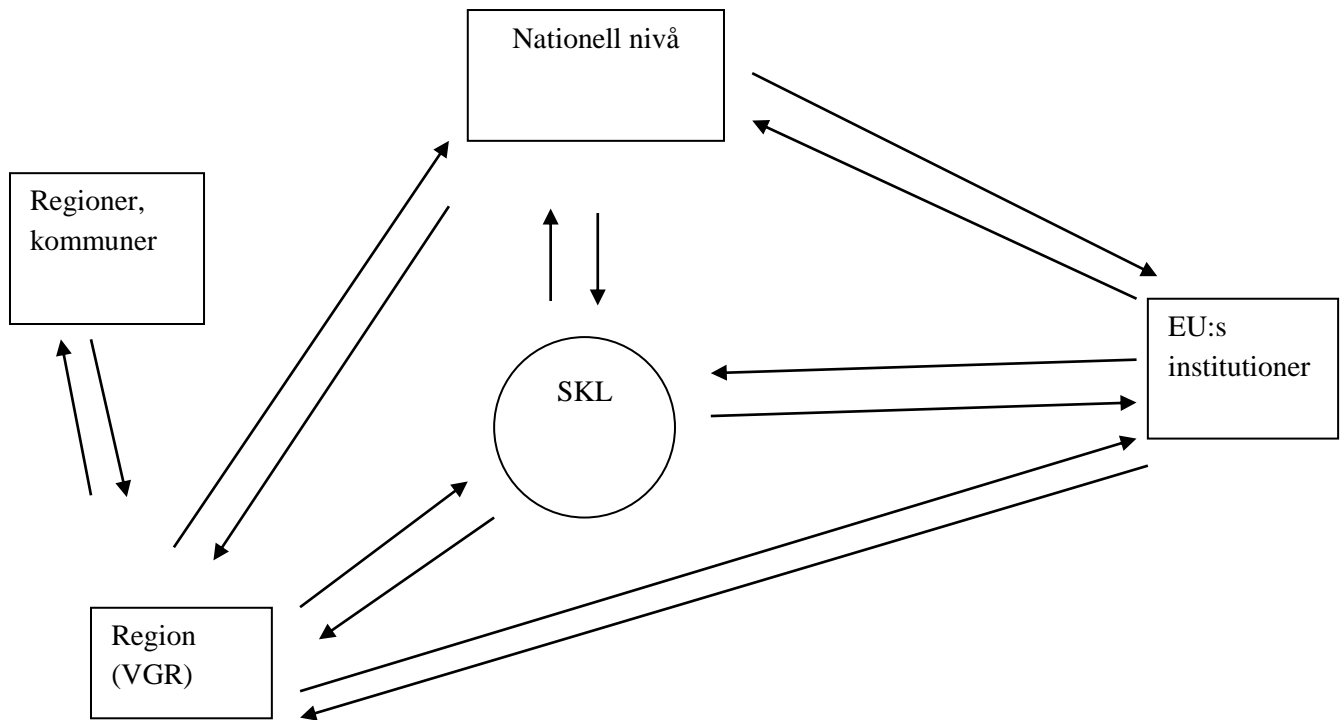 Nationell nivå
Regioner,
kommuner
EU:s
institutioner
SKL
Region
(VGR)